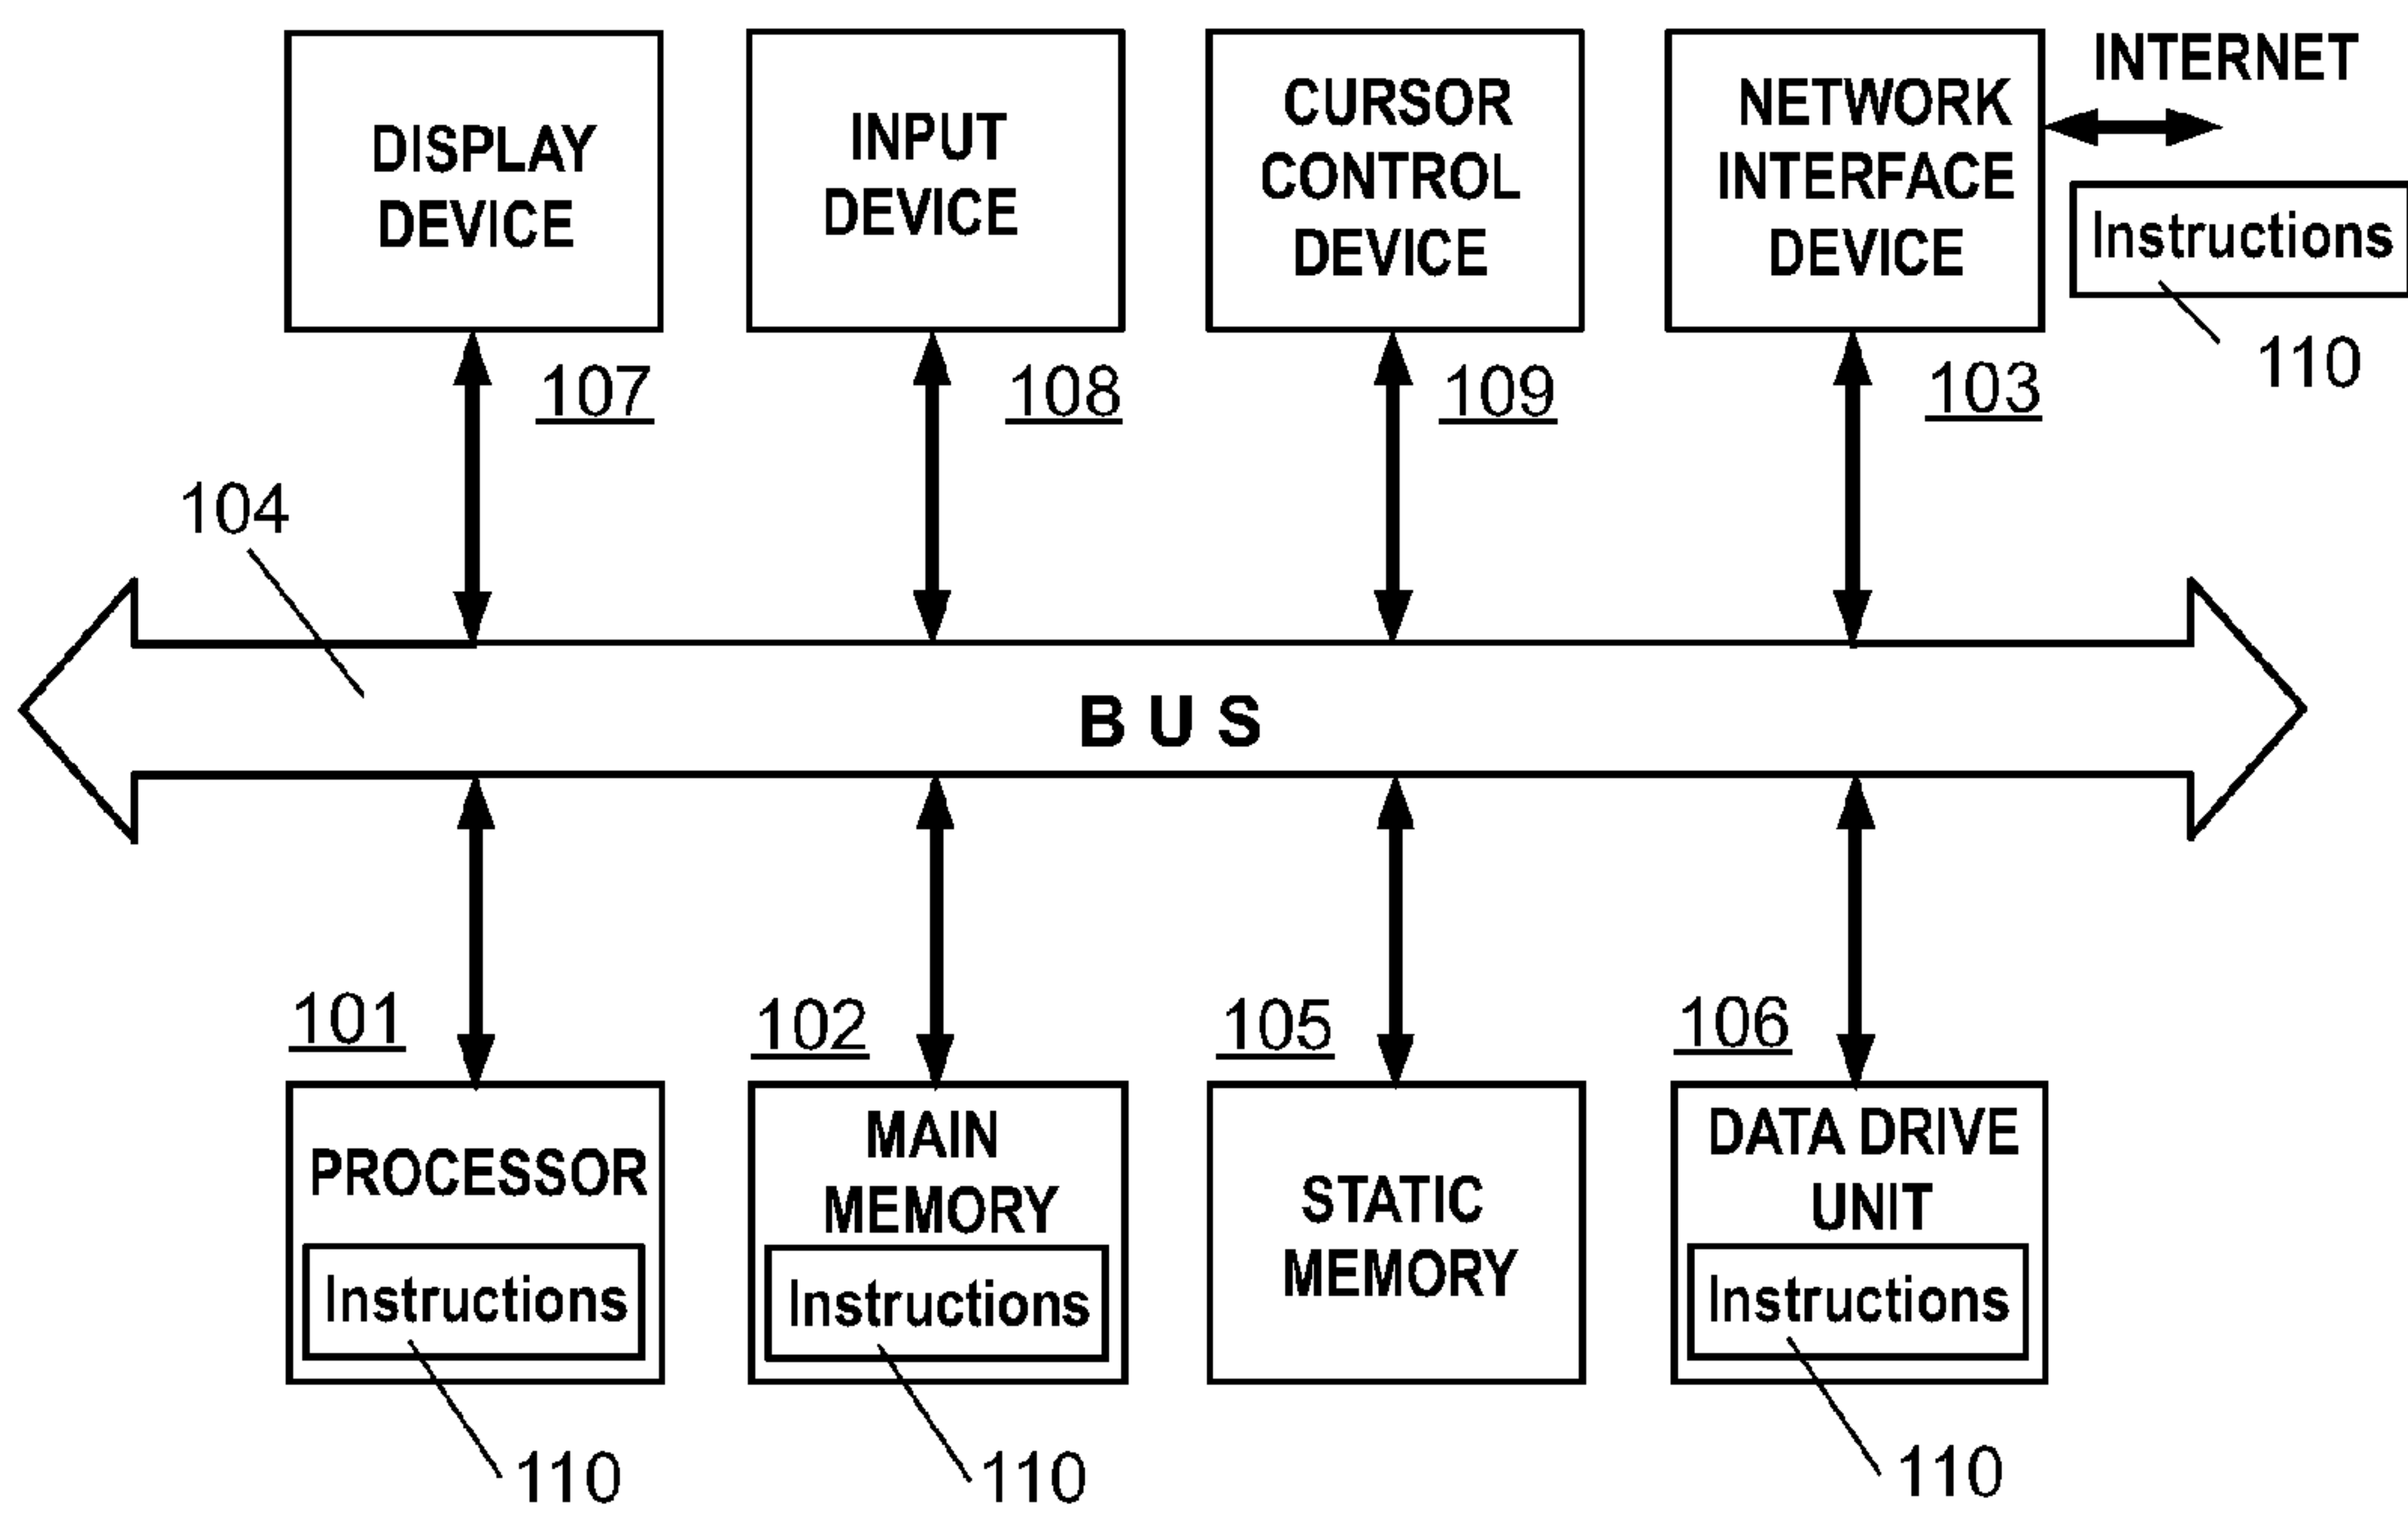 DISPLAY
DEVICE
INPUT
DEVICE
CURSOR
CONTROL
DEVICE
NETWORK
INTERFACE
DEVICE
INTERNET
Instructions
110
107
108
109
103
104
B U S
101
102
105
106
PROCESSOR
Instructions
110
MAIN
MEMORY
Instructions
110
STATIC
MEMORY
DATA DRIVE
UNIT
Instructions
110